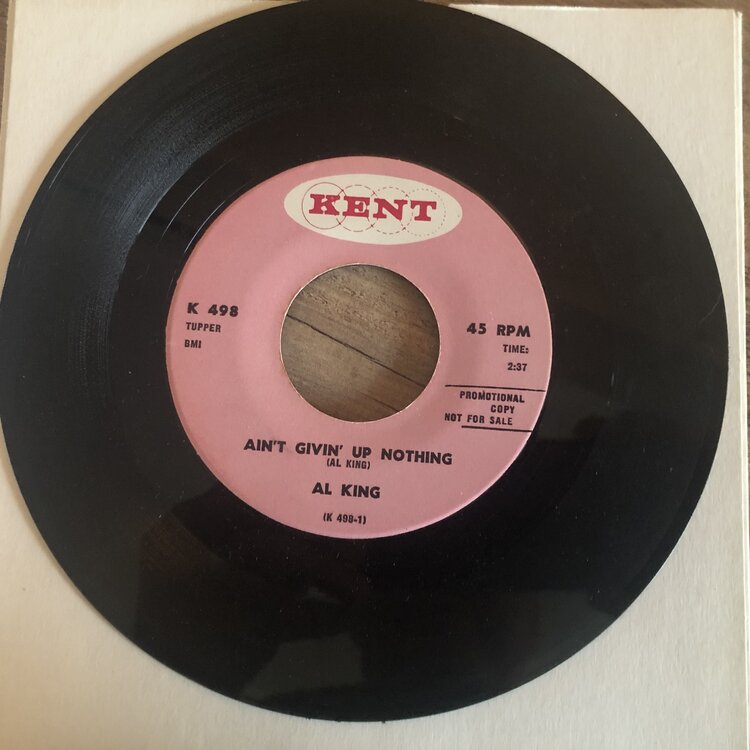 KENT
K 498
TUPPER
BMI
45 RPM
TIME:
2:37
PROMOTIONAL
COPY
NOT FOR SALE
AIN'T GIVIN' UP NOTHING
(AL KING)
AL KING
(K 498-1)